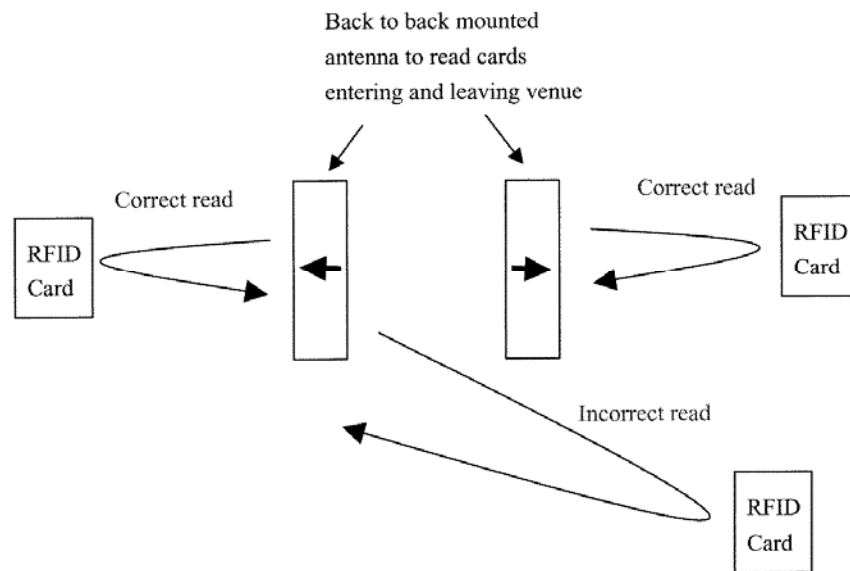 Back to back mounted
antenna to read cards
entering and leaving venue
Correct read
Correct read
RFID
Card
RFID
Card
Incorrect read
RFID
Card